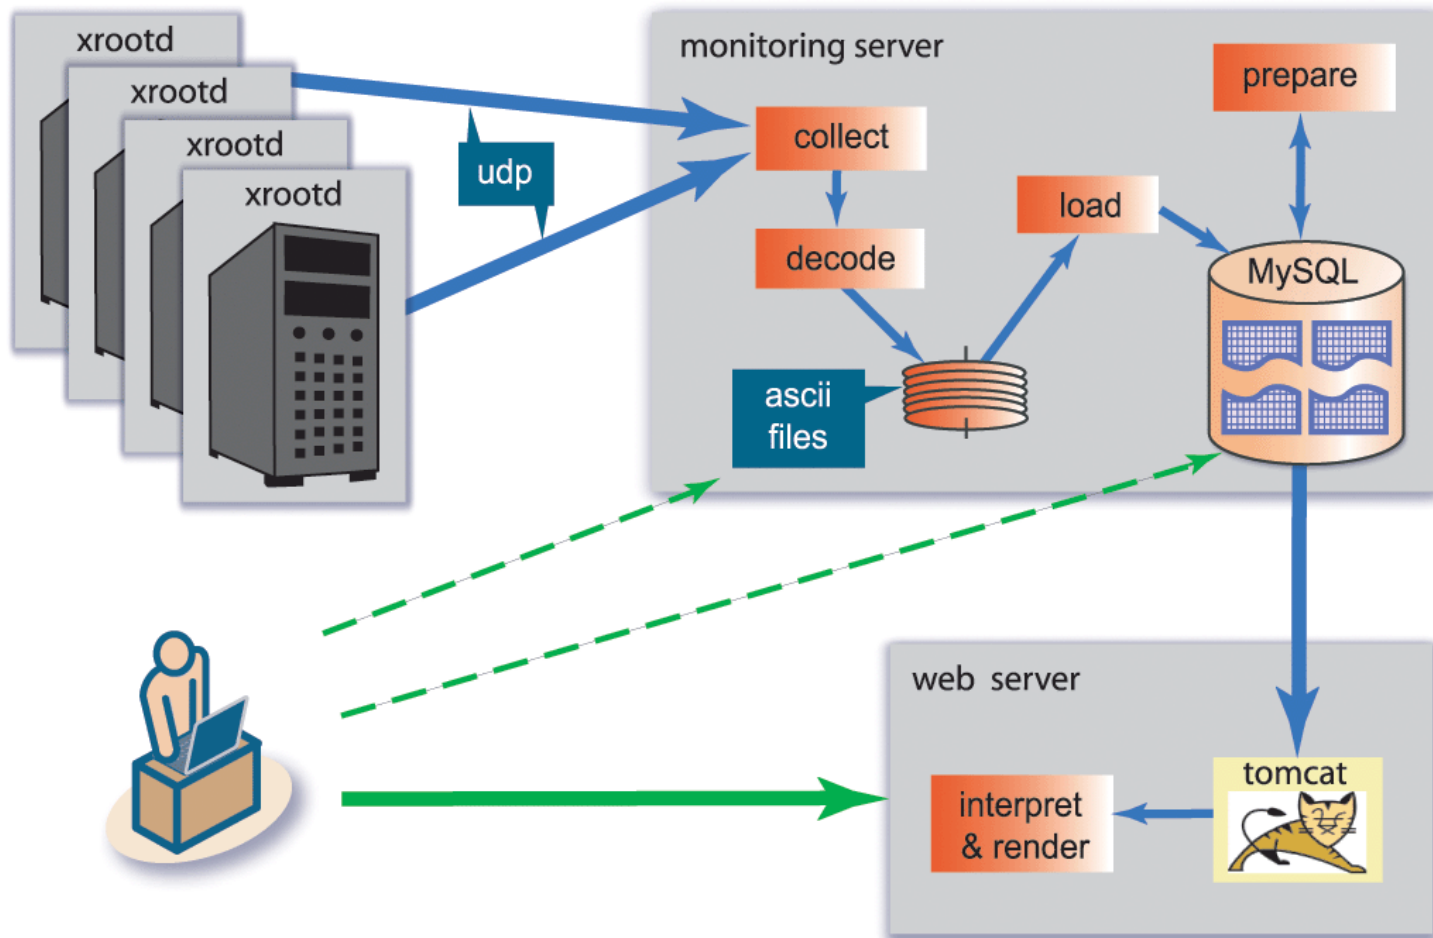 xrootd
xrootd
xrootd
xrootd
udp
monitoring server
collect
decode
ascii
files
load
prepare
MySQL
web server
tomcat
interpret
& render